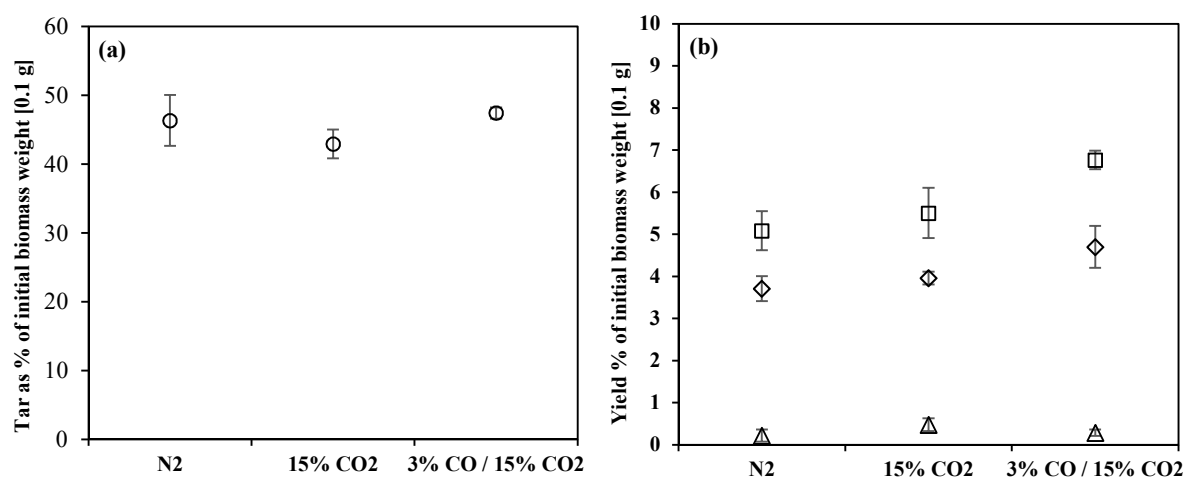 (a)
Tar as % of initial biomass weight [0.1 g]
60
50
40
30
20
10
0
N2
15% CO2
3% CO / 15% CO2
(b)
Yield % of initial biomass weight [0.1 g]
10
9
8
7
6
5
4
3
2
1
0
N2
15% CO2
3% CO / 15% CO2